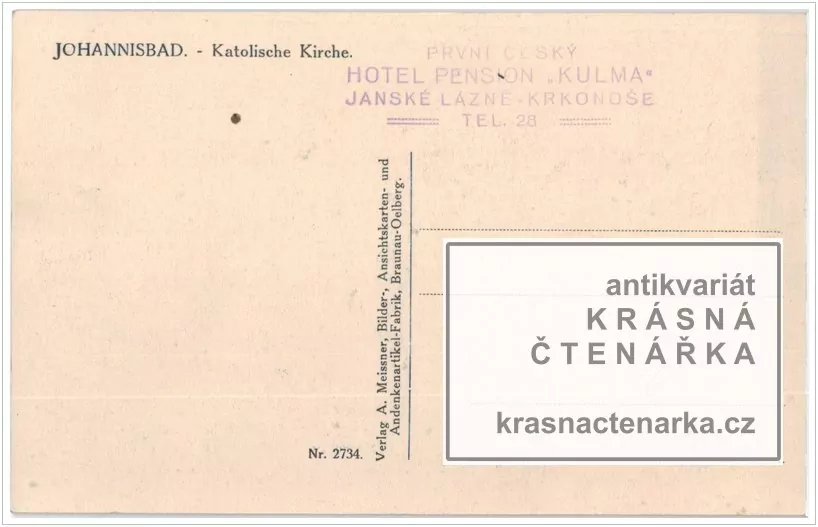 JOHANNISBAD. - Katolische Kirche.
PRVNÍ ČESKÝ
HOTEL PENSION „KULMA“
JANSKÉ LÁZNĚ-KRKONOŠE
TEL. 28
Verlag A. Meissner, Bilder-, Ansichtskarten- und
Andenkenartikel-Fabrik, Braunau-Oelberg.
Nr. 2734.
antikvariát
KRÁSNÁ
ČTENÁŘKA
krasnactenarka.cz